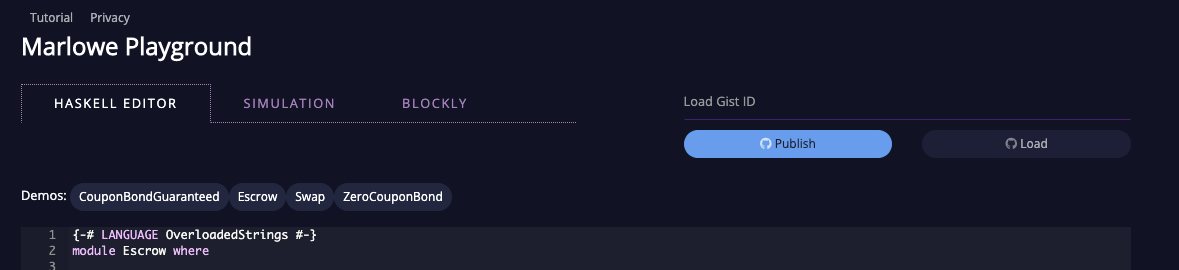 Tutorial Privacy
Marlowe Playground
HASKELL EDITOR SIMULATION BLOCKLY
Load Gist ID
Publish Load
Demos: CouponBondGuaranteed Escrow Swap ZeroCouponBond
1 {-# LANGUAGE OverloadedStrings #-}
2 module Escrow where
3